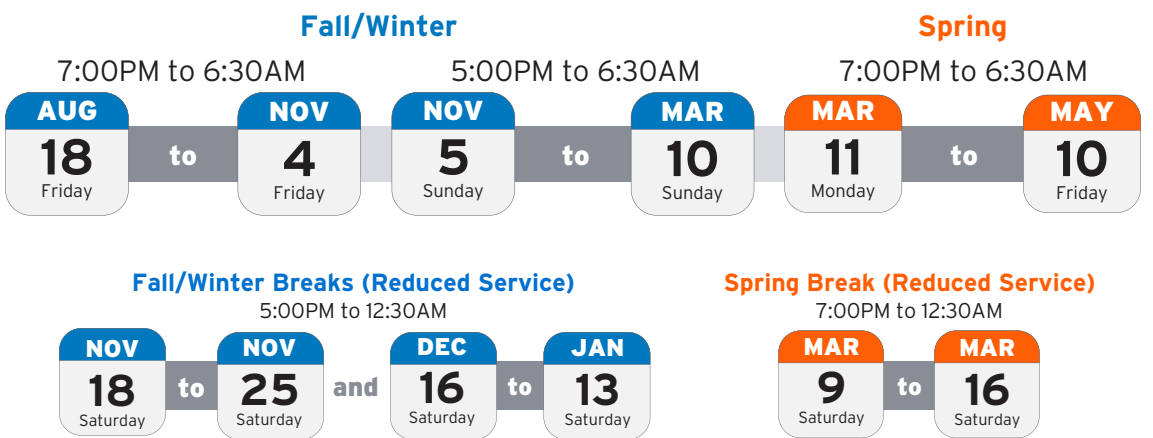 Fall/Winter
Spring
7:00PM to 6:30AM
5:00PM to 6:30AM
7:00PM to 6:30AM
AUG
18
Friday
to
NOV
4
Friday
NOV
5
Sunday
to
MAR
10
Sunday
MAR
11
Monday
to
MAY
10
Friday
Fall/Winter Breaks (Reduced Service)
5:00PM to 12:30AM
NOV
18
Saturday
to
NOV
25
Saturday
and
DEC
16
Saturday
to
JAN
13
Saturday
Spring Break (Reduced Service)
7:00PM to 12:30AM
MAR
9
Saturday
to
MAR
16
Saturday